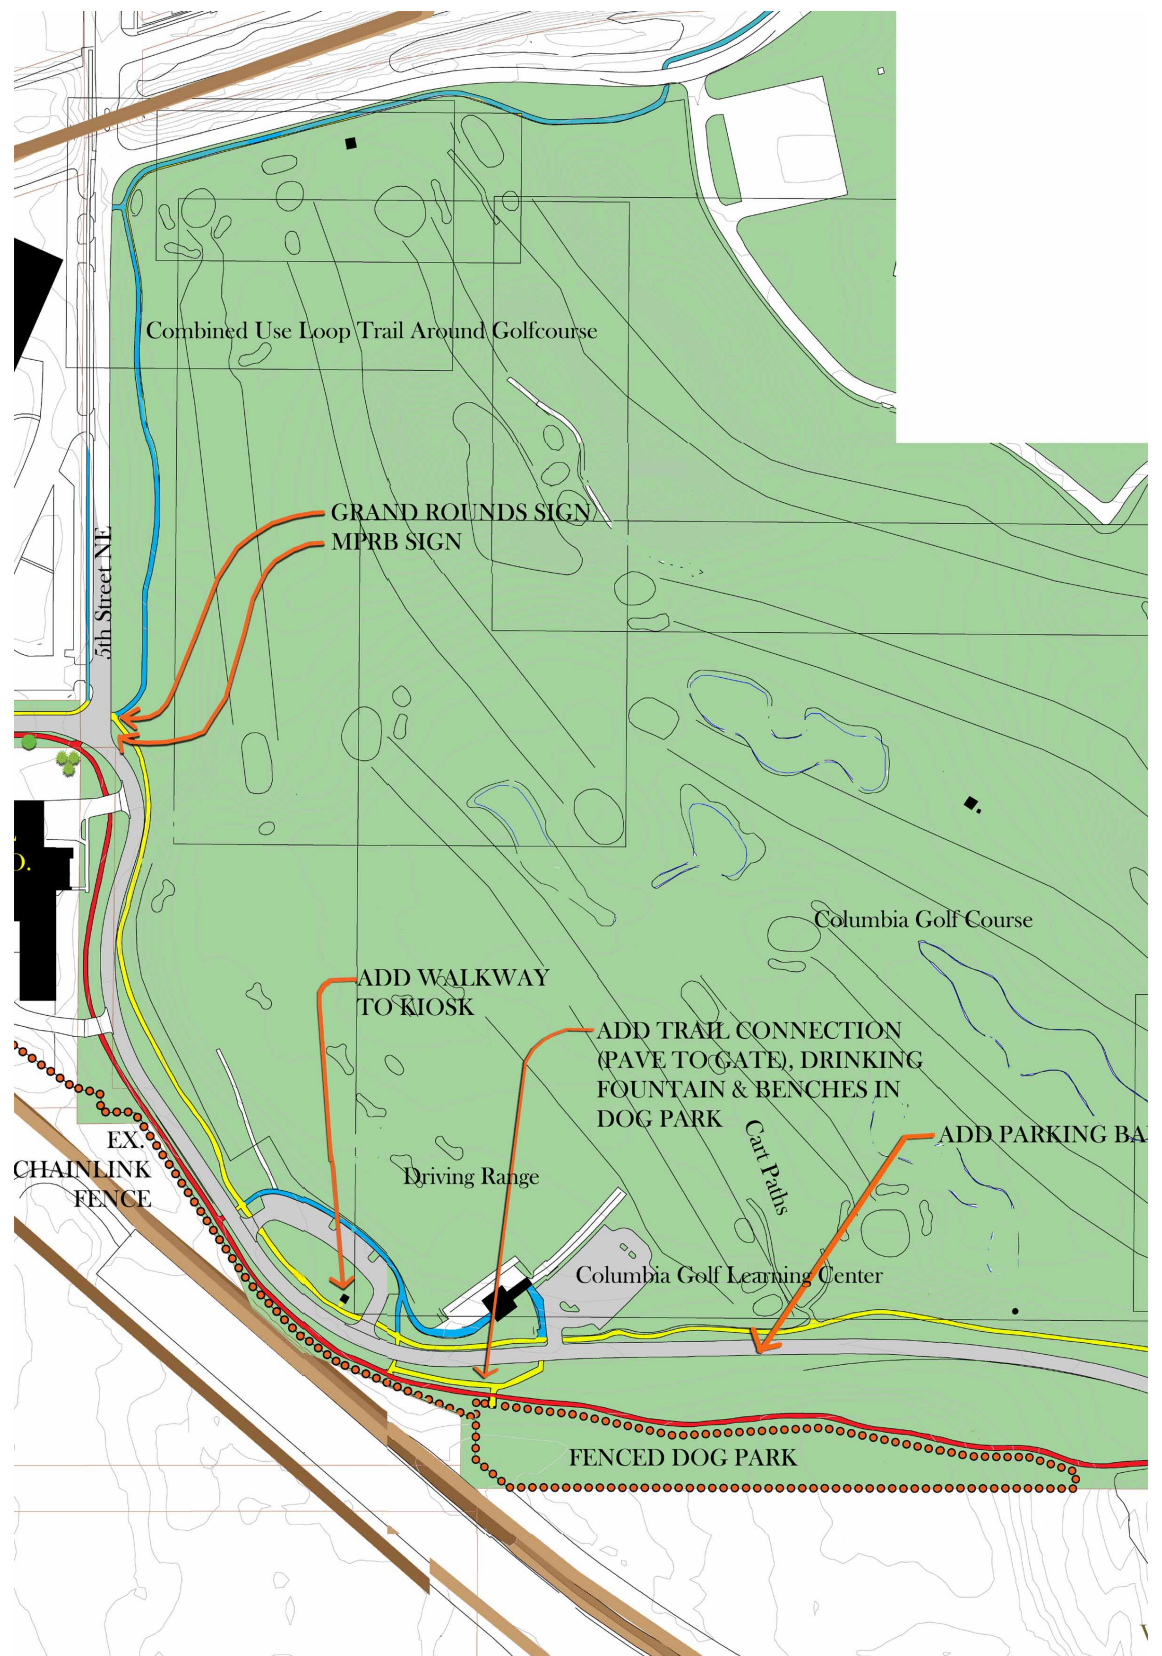 Combined Use Loop Trail Around Golfcourse
GRAND ROUNDS SIGN
MPRB SIGN
5th Street NE
D.
Columbia Golf Course
ADD WALKWAY
TO KIOSK
ADD TRAIL CONNECTION
(PAVE TO GATE), DRINKING
FOUNTAIN & BENCHES IN
DOG PARK
ADD PARKING BA
EX.
CHAINLINK
FENCE
Cart Paths
Driving Range
Columbia Golf Learning Center
FENCED DOG PARK